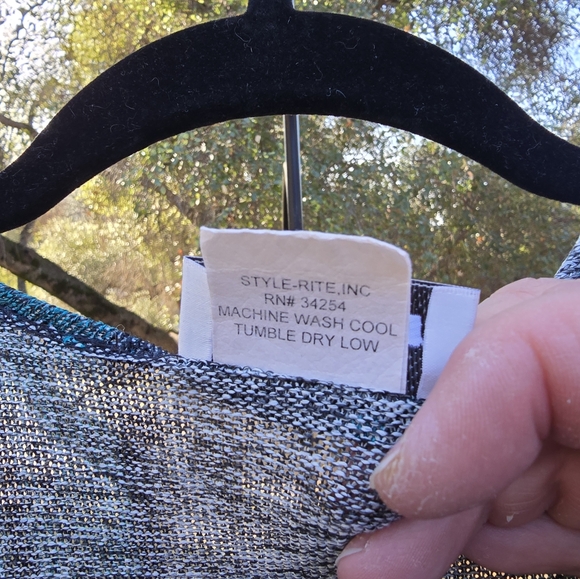 STYLE-RITE,INC
RN# 34254
MACHINE WASH COOL
TUMBLE DRY LOW